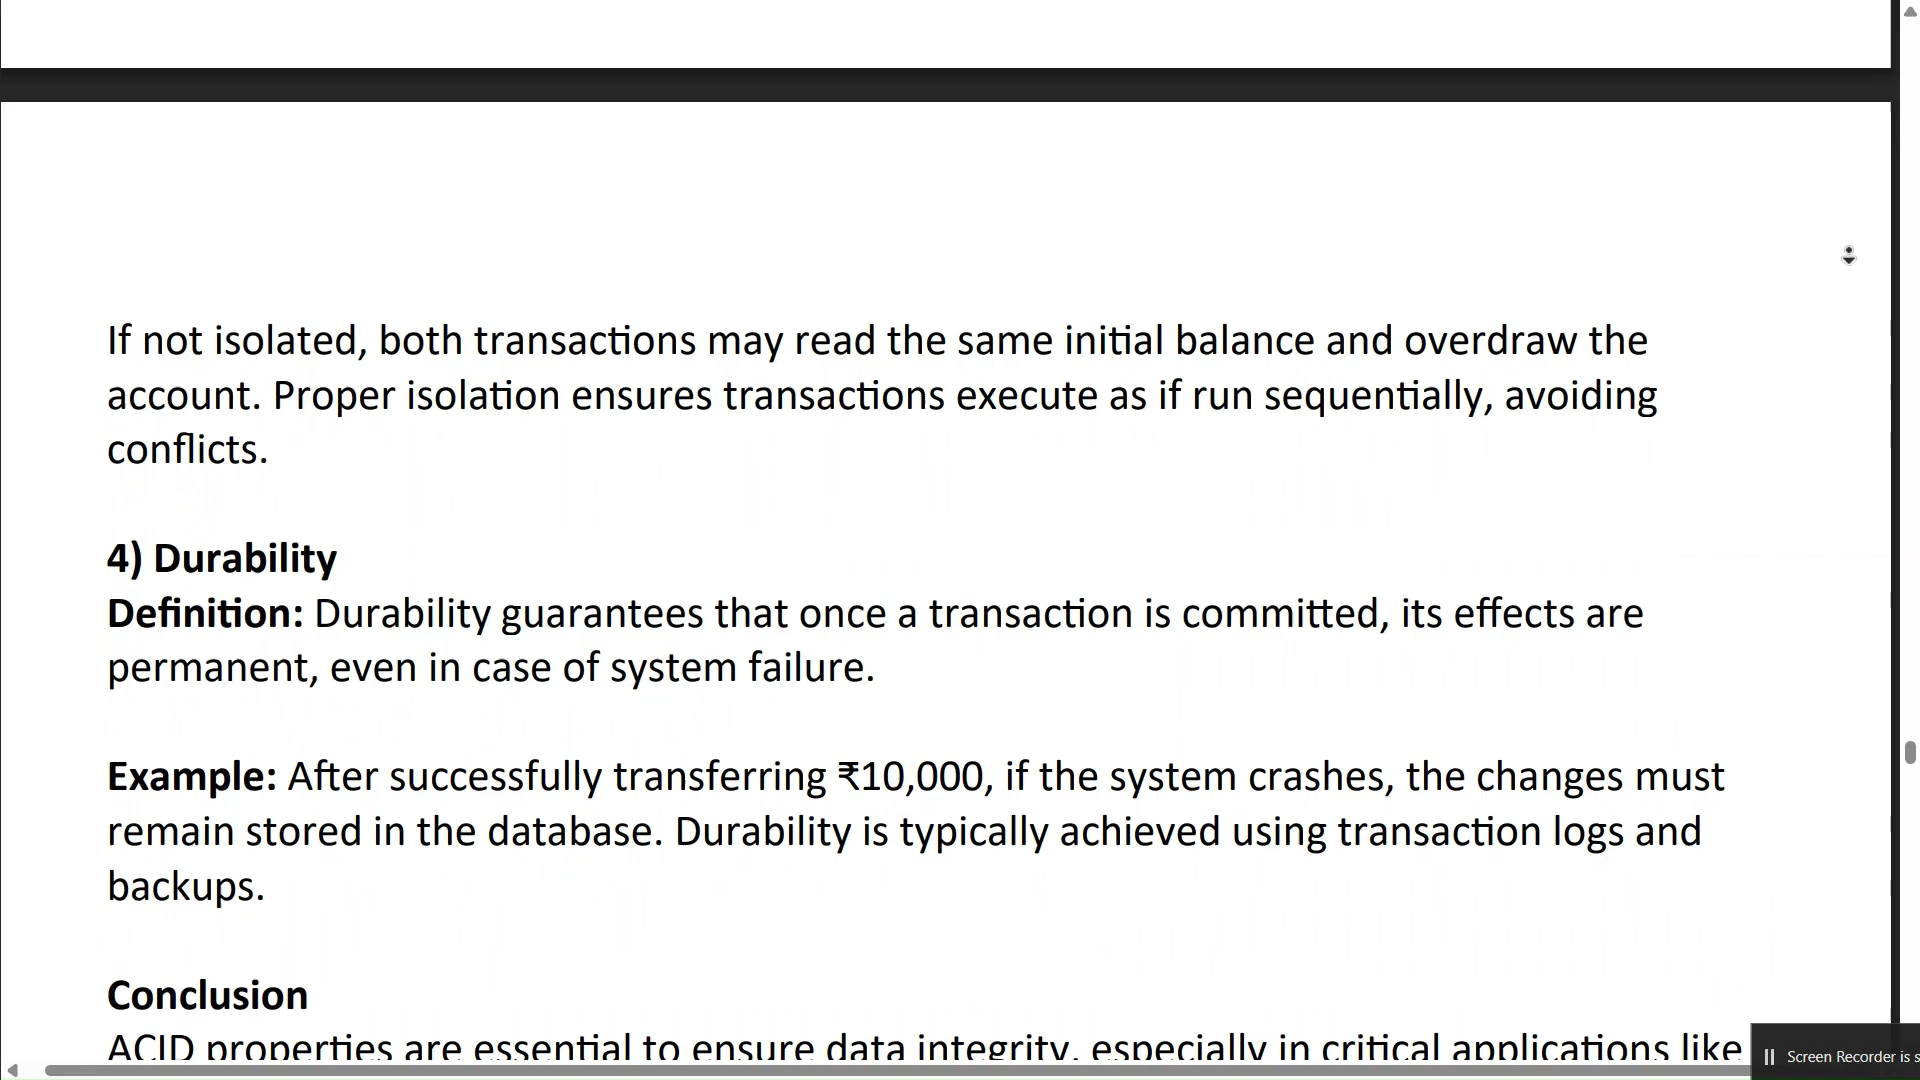 If not isolated, both transactions may read the same initial balance and overdraw the
account. Proper isolation ensures transactions execute as if run sequentially, avoiding
conflicts.
4) Durability
Definition: Durability guarantees that once a transaction is committed, its effects are
permanent, even in case of system failure.
Example: After successfully transferring ₹10,000, if the system crashes, the changes must
remain stored in the database. Durability is typically achieved using transaction logs and
backups.
Conclusion
ACID properties are essential to ensure data integrity, especially in critical applications like
Screen Recorder is s